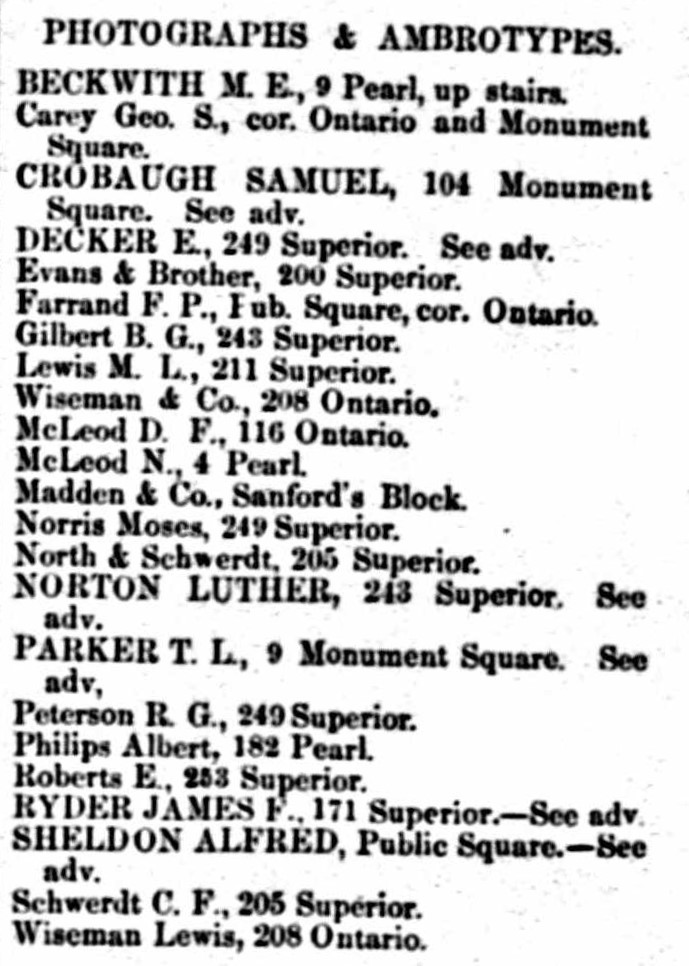 PHOTOGRAPHS & AMBROTYPES.
BECKWITH M. E., 9 Pearl, up stairs.
Carey Geo. S., cor. Ontario and Monument
Square.
CROBAUGH SAMUEL, 104 Monument
Square. See adv.
DECKER E., 249 Superior. See adv.
Evans & Brother, 200 Superior.
Farrand F. P., Pub. Square, cor. Ontario.
Gilbert B. G., 243 Superior.
Lewis M. L., 211 Superior.
Wiseman & Co., 208 Ontario.
McLeod D. F., 116 Ontario.
McLeod N., 4 Pearl.
Madden & Co., Sanford's Block.
Norris Moses, 249 Superior.
North & Schwerdt, 205 Superior.
NORTON LUTHER, 243 Superior. See
adv.
PARKER T. L., 9 Monument Square. See
adv,
Peterson R. G., 249 Superior.
Philips Albert, 182 Pearl.
Roberts E., 253 Superior.
RYDER JAMES F., 171 Superior.—See adv.
SHELDON ALFRED, Public Square.—See
adv.
Schwerdt C. F., 205 Superior.
Wiseman Lewis, 208 Ontario.